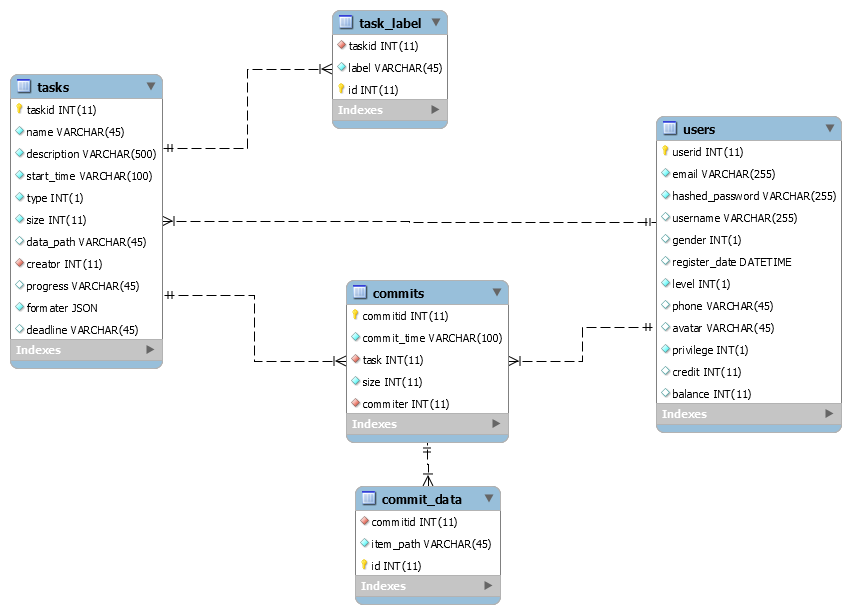 task_label
taskid INT(11)
label VARCHAR(45)
id INT(11)
Indexes
tasks
taskid INT(11)
name VARCHAR(45)
description VARCHAR(500)
start_time VARCHAR(100)
type INT(1)
size INT(11)
data_path VARCHAR(45)
creator INT(11)
progress VARCHAR(45)
formater JSON
deadline VARCHAR(45)
Indexes
users
userid INT(11)
email VARCHAR(255)
hashed_password VARCHAR(255)
username VARCHAR(255)
gender INT(1)
register_date DATETIME
level INT(1)
phone VARCHAR(45)
avatar VARCHAR(45)
privilege INT(1)
credit INT(11)
balance INT(11)
Indexes
commits
commitid INT(11)
commit_time VARCHAR(100)
task INT(11)
size INT(11)
commiter INT(11)
Indexes
commit_data
commitid INT(11)
item_path VARCHAR(45)
id INT(11)
Indexes